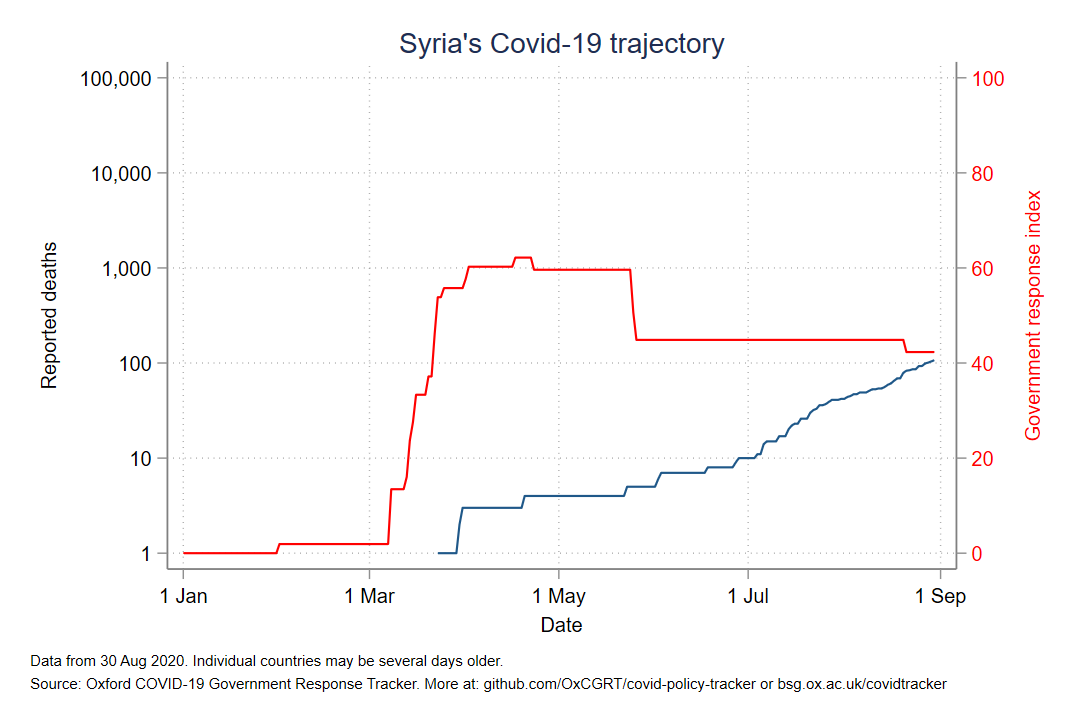 Syria's Covid-19 trajectory
100,000
10,000
1,000
100
10
1
Reported deaths
100
80
60
40
20
0
Government response index
1 Jan
1 Mar
1 May
1 Jul
1 Sep
Date
Data from 30 Aug 2020. Individual countries may be several days older.
Source: Oxford COVID-19 Government Response Tracker. More at: github.com/OxCGRT/covid-policy-tracker or bsg.ox.ac.uk/covidtracker